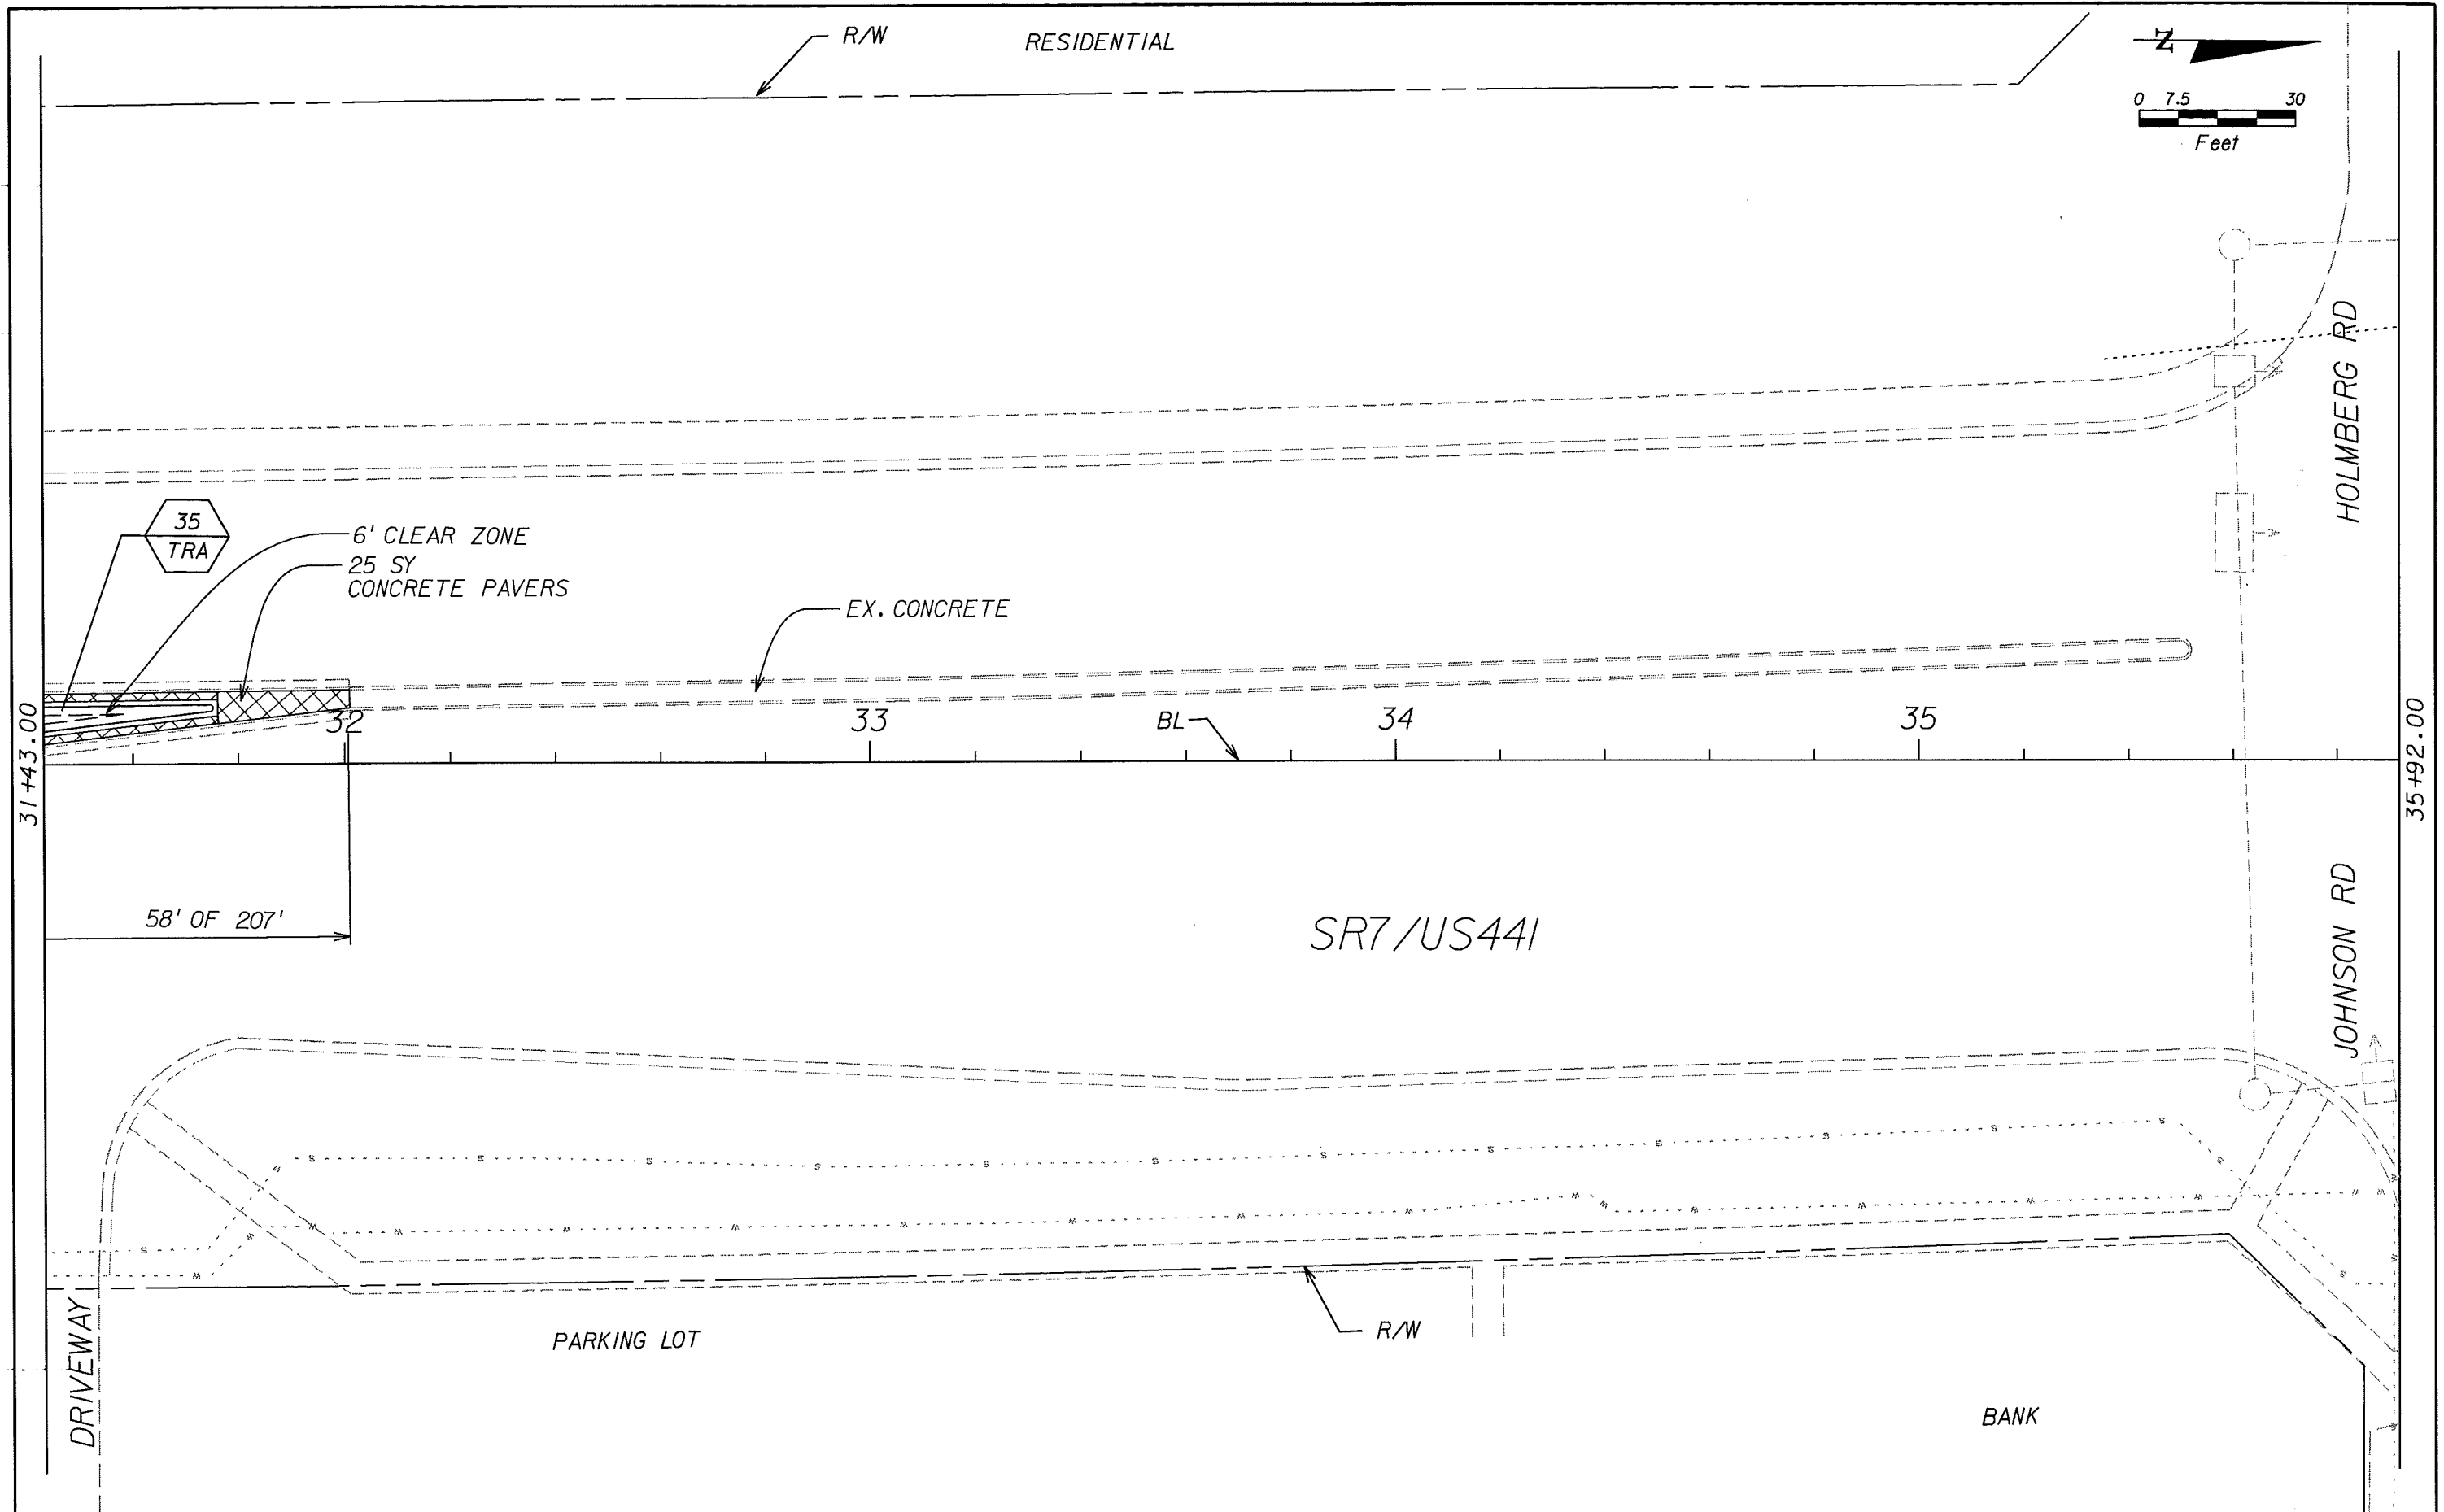 R/W
RESIDENTIAL
N
0 7.5 30
Feet
HOLMBERG RD
35
TRA
6' CLEAR ZONE
25 SY
CONCRETE PAVERS
EX. CONCRETE
31+43.00
32
33
BL
34
35
35+92.00
58' OF 207'
SR7/US441
JOHNSON RD
S S S S S S S S S S S S
W W W W W W W W W W W W
DRIVEWAY
PARKING LOT
R/W
BANK